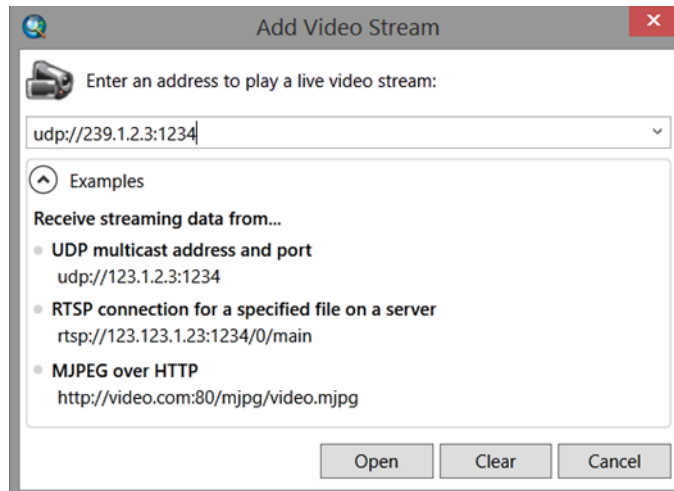 Add Video Stream
Enter an address to play a live video stream:
udp://239.1.2.3:1234
Examples
Receive streaming data from...
UDP multicast address and port
udp://123.1.2.3:1234
RTSP connection for a specified file on a server
rtsp://123.123.1.23:1234/0/main
MJPEG over HTTP
http://video.com:80/mjpg/video.mjpg
Open Clear Cancel